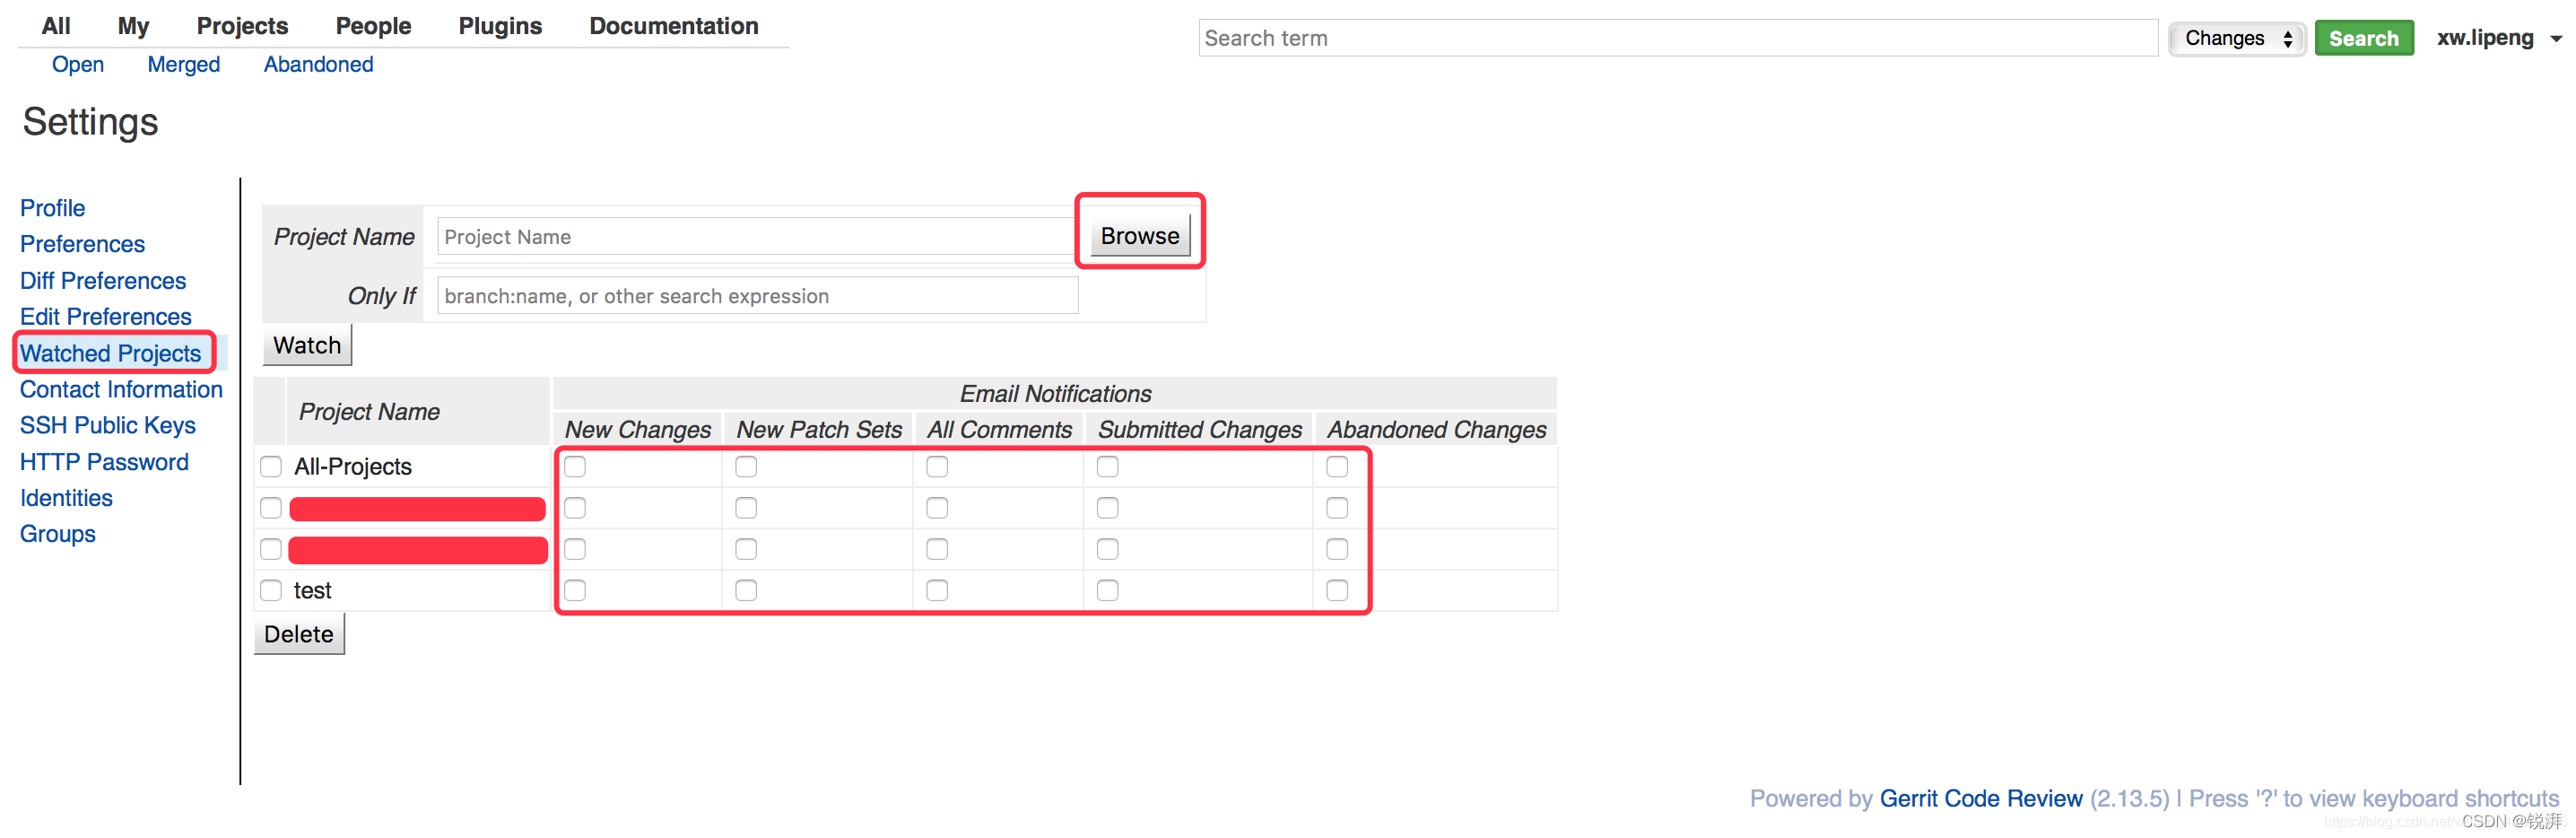 All My Projects People Plugins Documentation
Search term Changes Search xw.lipeng
Open Merged Abandoned
Settings
Profile
Preferences
Diff Preferences
Edit Preferences
Watched Projects
Contact Information
SSH Public Keys
HTTP Password
Identities
Groups
Project Name Project Name Browse
Only If branch:name, or other search expression
Watch
Project Name Email Notifications
New Changes New Patch Sets All Comments Submitted Changes Abandoned Changes
All-Projects
test
Delete
Powered by Gerrit Code Review (2.13.5) | Press '?' to view keyboard shortcuts
CSDN @锐湃